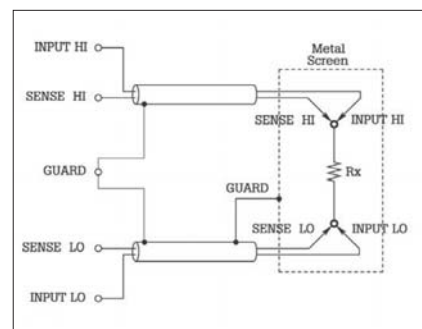 INPUT HI
Metal
Screen
SENSE HI
SENSE HI INPUT HI
GUARD
Rx
GUARD
SENSE LO INPUT LO
SENSE LO
INPUT LO